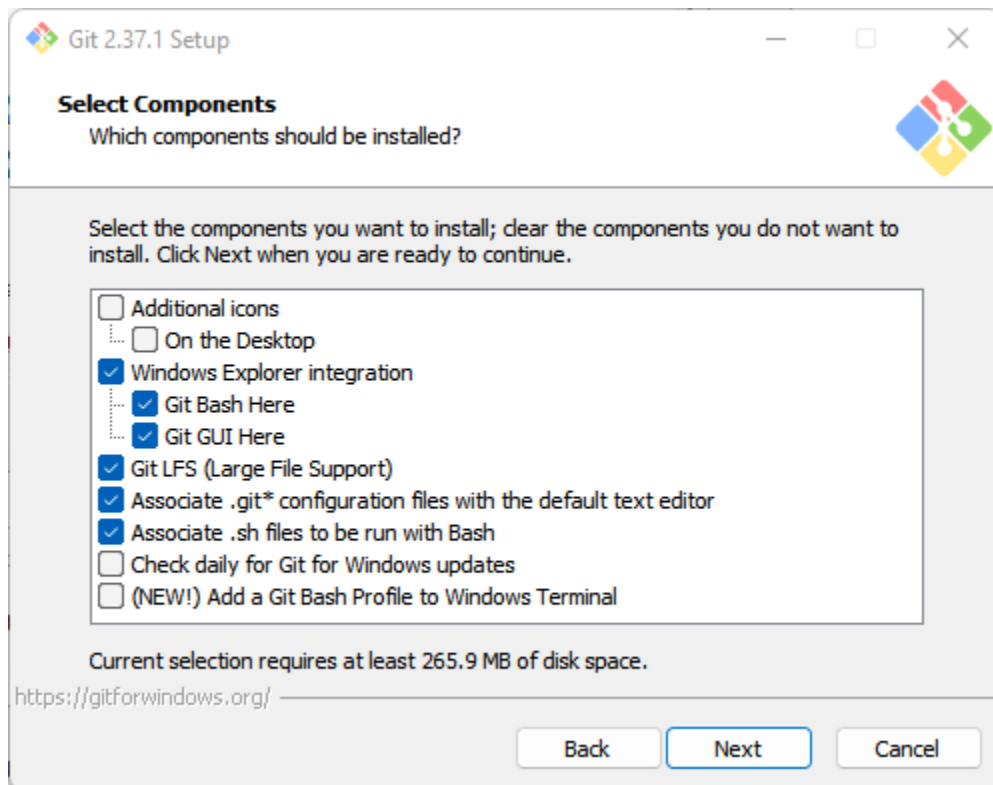 Git 2.37.1 Setup
Select Components
Which components should be installed?
Select the components you want to install; clear the components you do not want to
install. Click Next when you are ready to continue.
Additional icons
On the Desktop
Windows Explorer integration
Git Bash Here
Git GUI Here
Git LFS (Large File Support)
Associate .git* configuration files with the default text editor
Associate .sh files to be run with Bash
Check daily for Git for Windows updates
(NEW!) Add a Git Bash Profile to Windows Terminal
Current selection requires at least 265.9 MB of disk space.
https://gitforwindows.org/
Back Next Cancel